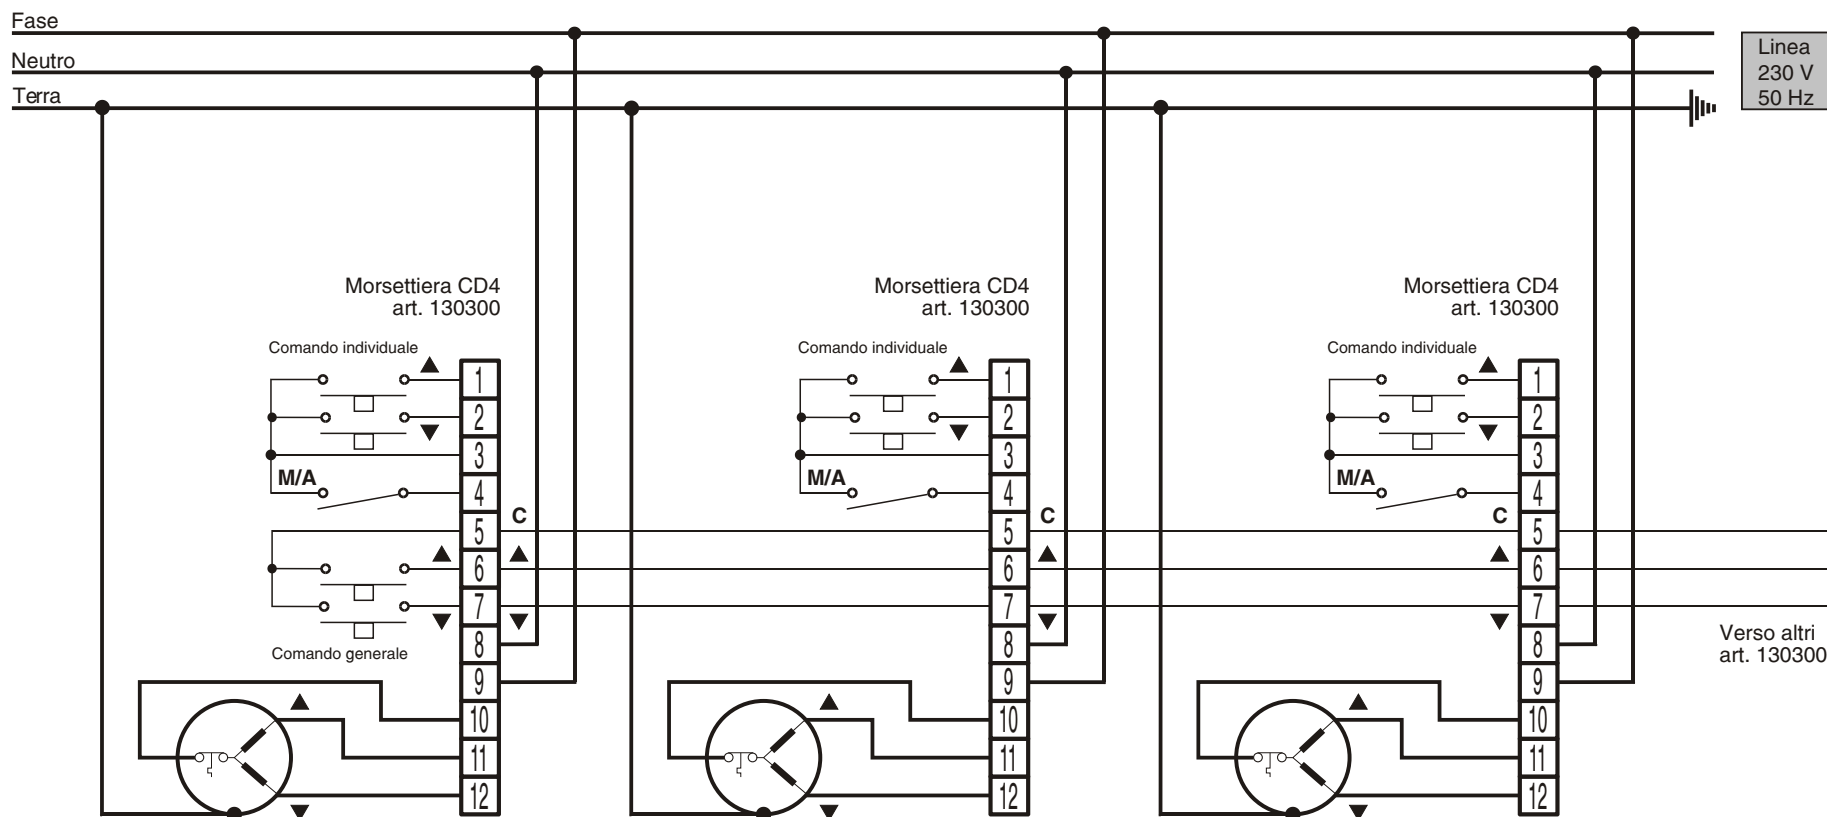 Fase
Neutro
Terra
Linea
230 V
50 Hz
Morsettiera CD4
art. 130300
Comando individuale
1
2
3
M/A
4
5
C
6
7
8
9
10
11
12
Comando generale
Morsettiera CD4
art. 130300
Comando individuale
1
2
3
M/A
4
5
C
6
7
8
9
10
11
12
Morsettiera CD4
art. 130300
Comando individuale
1
2
3
M/A
4
C
5
6
7
8
9
10
11
12
Verso altri
art. 130300